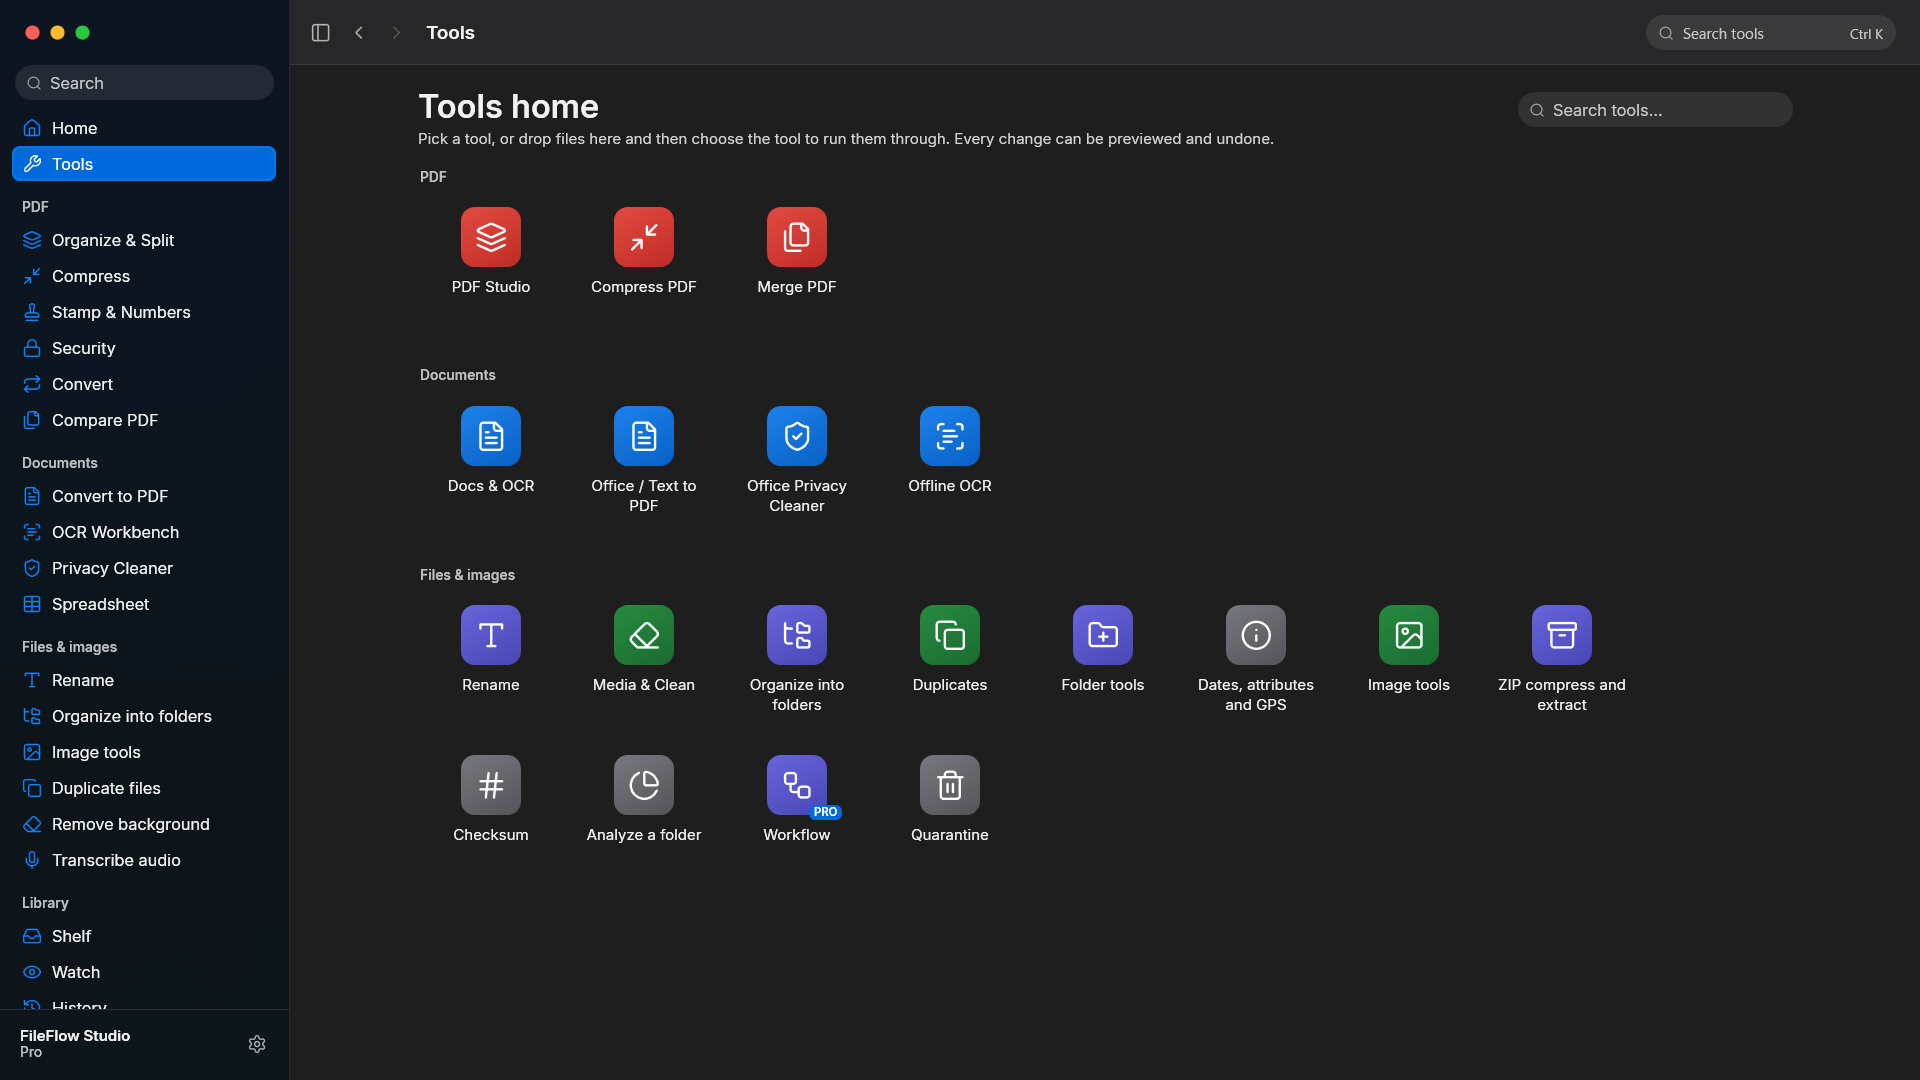 Tools
Search tools
Ctrl K
Search
Home
Tools
PDF
Organize & Split
Compress
Stamp & Numbers
Security
Convert
Compare PDF
Documents
Convert to PDF
OCR Workbench
Privacy Cleaner
Spreadsheet
Files & images
Rename
Organize into folders
Image tools
Duplicate files
Remove background
Transcribe audio
Library
Shelf
Watch
History
FileFlow Studio
Pro
Tools home
Search tools...
Pick a tool, or drop files here and then choose the tool to run them through. Every change can be previewed and undone.
PDF
PDF Studio
Compress PDF
Merge PDF
Documents
Docs & OCR
Office / Text to
PDF
Office Privacy
Cleaner
Offline OCR
Files & images
Rename
Media & Clean
Organize into
folders
Duplicates
Folder tools
Dates, attributes
and GPS
Image tools
ZIP compress and
extract
Checksum
Analyze a folder
PRO
Workflow
Quarantine